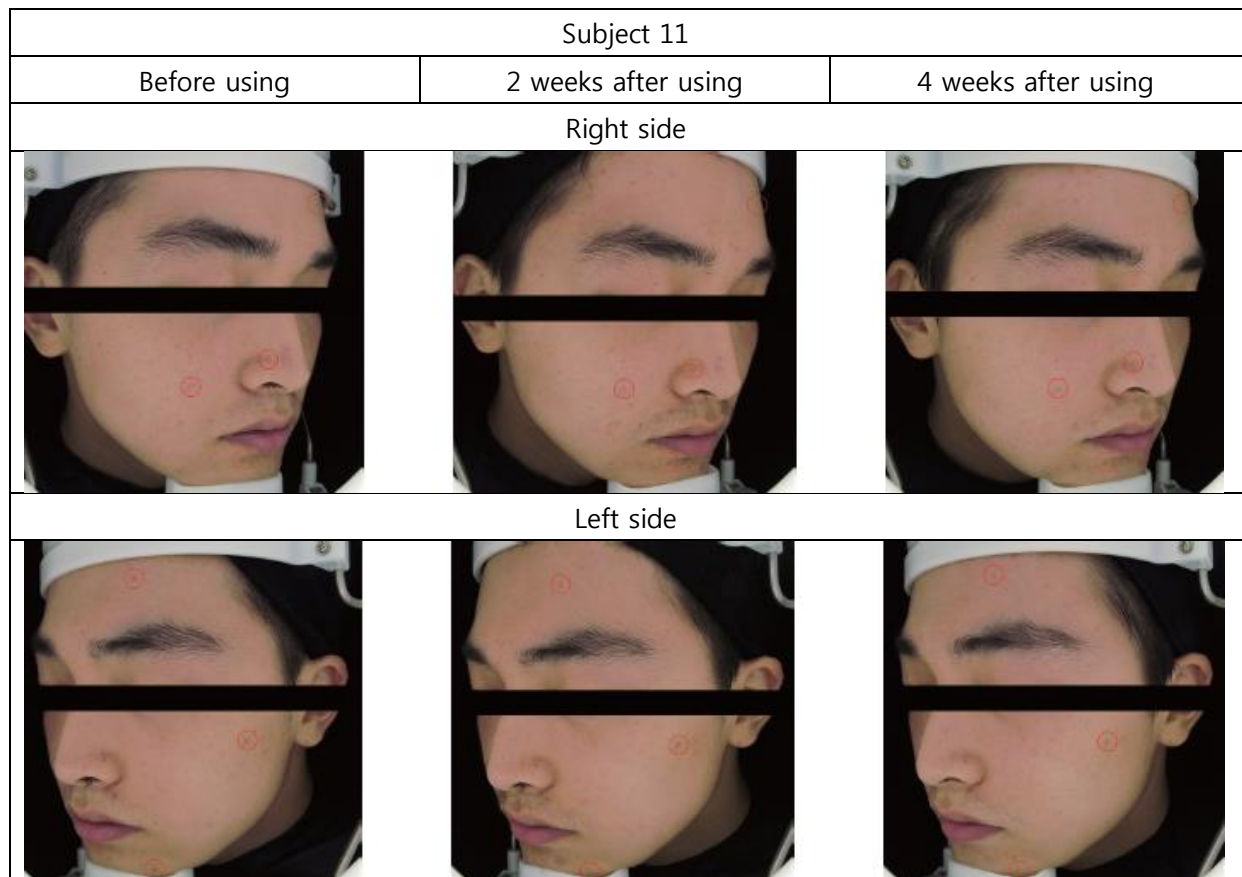 Subject 11
Before using
2 weeks after using
4 weeks after using
Right side
Left side